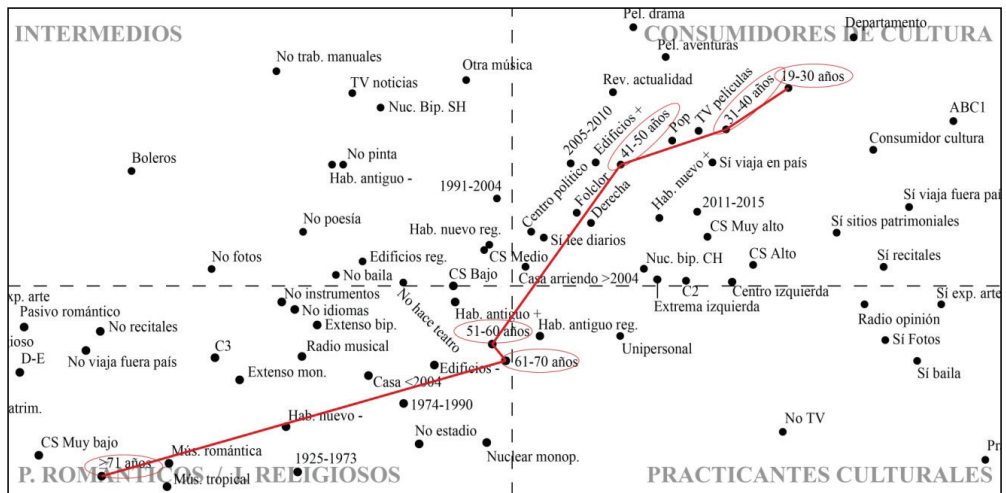 INTERMEDIOS
CONSUMIDORES DE CULTURA
Pel. drama
Departamento
No trab. manuales
Otra música
Pel. aventuras
TV noticias
Rev. actualidad
TV películas
19-30 años
Nuc. Bip. SH
31-40 años
ABC1
2005-2010
Edificios +
41-50 años
Pop
Consumidor cultura
Boleros
No pinta
Hab. antiguo -
Sí viaja en país
1991-2004
Centro político
Folclor
Derecha
Hab. nuevo +
2011-2015
Sí viaja fuera paí
No poesía
Hab. nuevo reg.
CS Medio
Sí lee diarios
CS Muy alto
Sí sitios patrimoniales
No fotos
Edificios reg.
No baila
CS Bajo
Casa arriendo >2004
Nuc. bip. CH
CS Alto
Sí recitales
exp. arte
No instrumentos
No hace teatro
Hab. antiguo +
Extrema izquierda
C2
Centro izquierda
Sí exp. arte
Pasivo romántico
No idiomas
Radio opinión
ioso
No recitales
Extenso bip.
51-60 años
Hab. antiguo reg.
Unipersonal
Sí Fotos
No viaja fuera país
C3
Radio musical
61-70 años
D-E
Extenso mon.
Casa <2004
Edificios -
Sí baila
atrim.
Hab. nuevo -
1974-1990
No TV
CS Muy bajo
No estadio
Nuclear monop.
Pr
>71 años
Mús. romántica
P. ROMÁNTICOS / J. RELIGIOSOS
1925-1973
PRACTICANTES CULTURALES
Mús. tropical